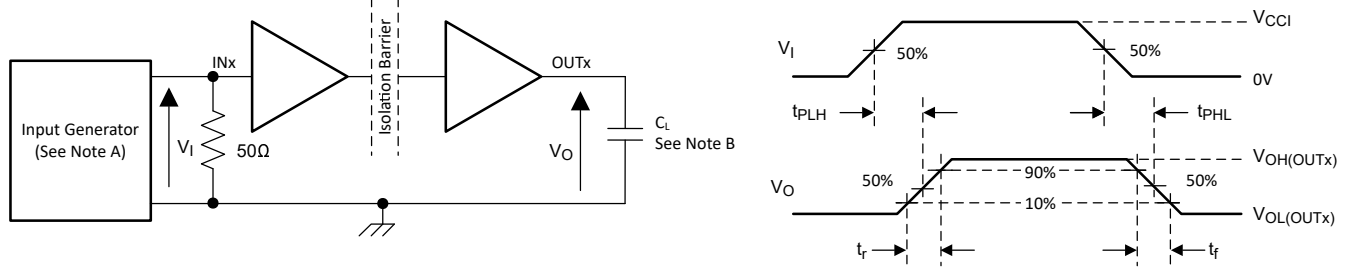 Input Generator
(See Note A)
V_I
INx
50Ω
Isolation Barrier
OUTx
V_O
C_L
See Note B
V_I
50%
50%
V_CCI
0V
t_PLH
t_PHL
V_O
50%
90%
10%
50%
V_OH(OUTx)
V_OL(OUTx)
t_r
t_f